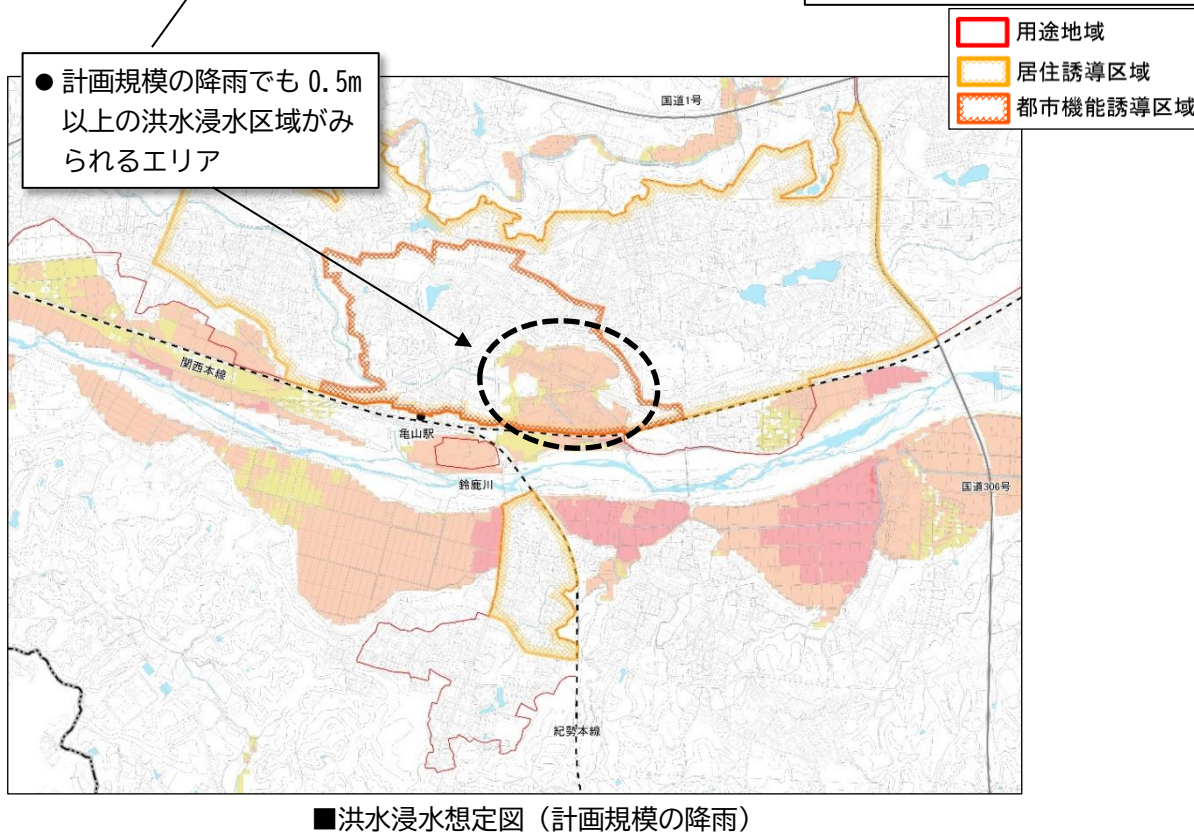 用途地域
居住誘導区域
都市機能誘導区域
● 計画規模の降雨でも 0.5m
以上の洪水浸水区域がみ
られるエリア
国道1号
関西本線
亀山駅
鈴鹿川
国道306号
紀勢本線
■洪水浸水想定図（計画規模の降雨）